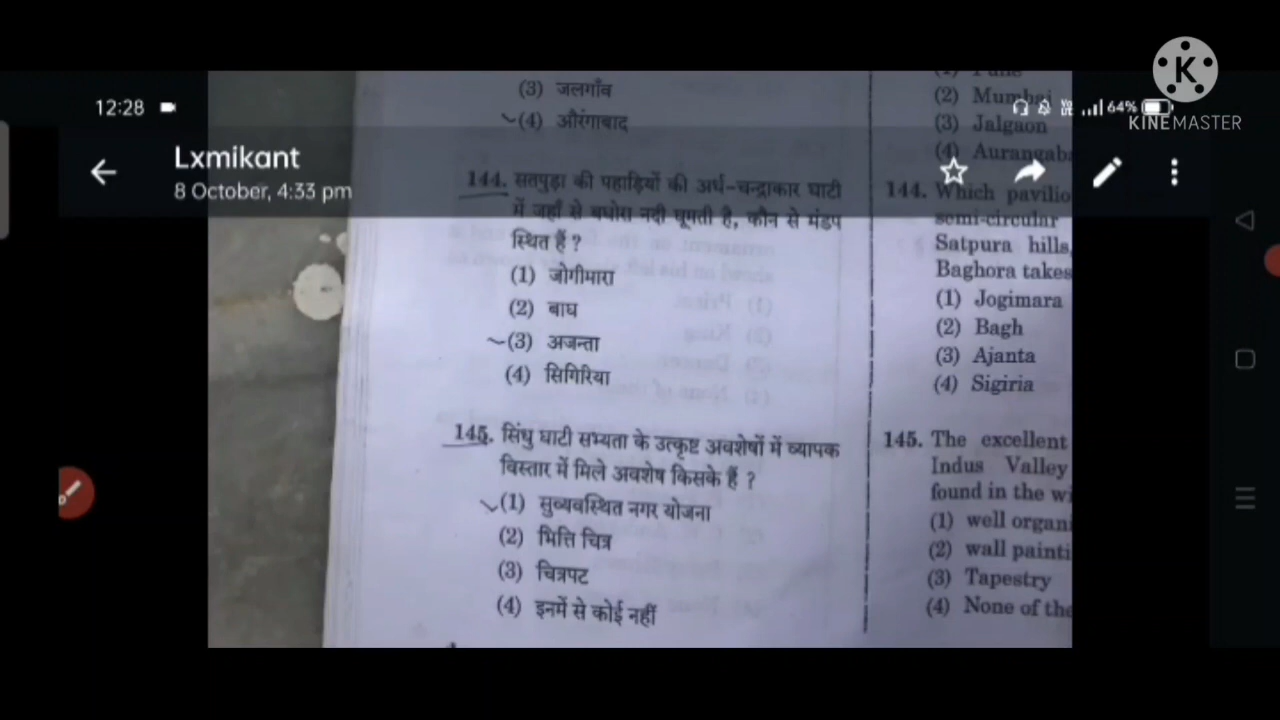 12:28
64%
KINEMASTER
Lxmikant
8 October, 4:33 pm
(3) जलगाँव
(4) औरंगाबाद
144. सतपुड़ा की पहाड़ियों की अर्ध-चन्द्राकार घाटी
में जहाँ से बघोरा नदी घूमती है, कौन से मंडप
स्थित हैं ?
(1) जोगीमारा
(2) बाघ
(3) अजन्ता
(4) सिगिरिया
145. सिंधु घाटी सभ्यता के उत्कृष्ट अवशेषों में व्यापक
विस्तार में मिले अवशेष किसके हैं ?
(1) सुव्यवस्थित नगर योजना
(2) भित्ति चित्र
(3) चित्रपट
(4) इनमें से कोई नहीं
(2) Mumbai
(3) Jalgaon
(4) Aurangab
144. Which pavilio
semi-circular
Satpura hills,
Baghora takes
(1) Jogimara
(2) Bagh
(3) Ajanta
(4) Sigiria
145. The excellent
Indus Valley
found in the wi
(1) well organi
(2) wall painti
(3) Tapestry
(4) None of the